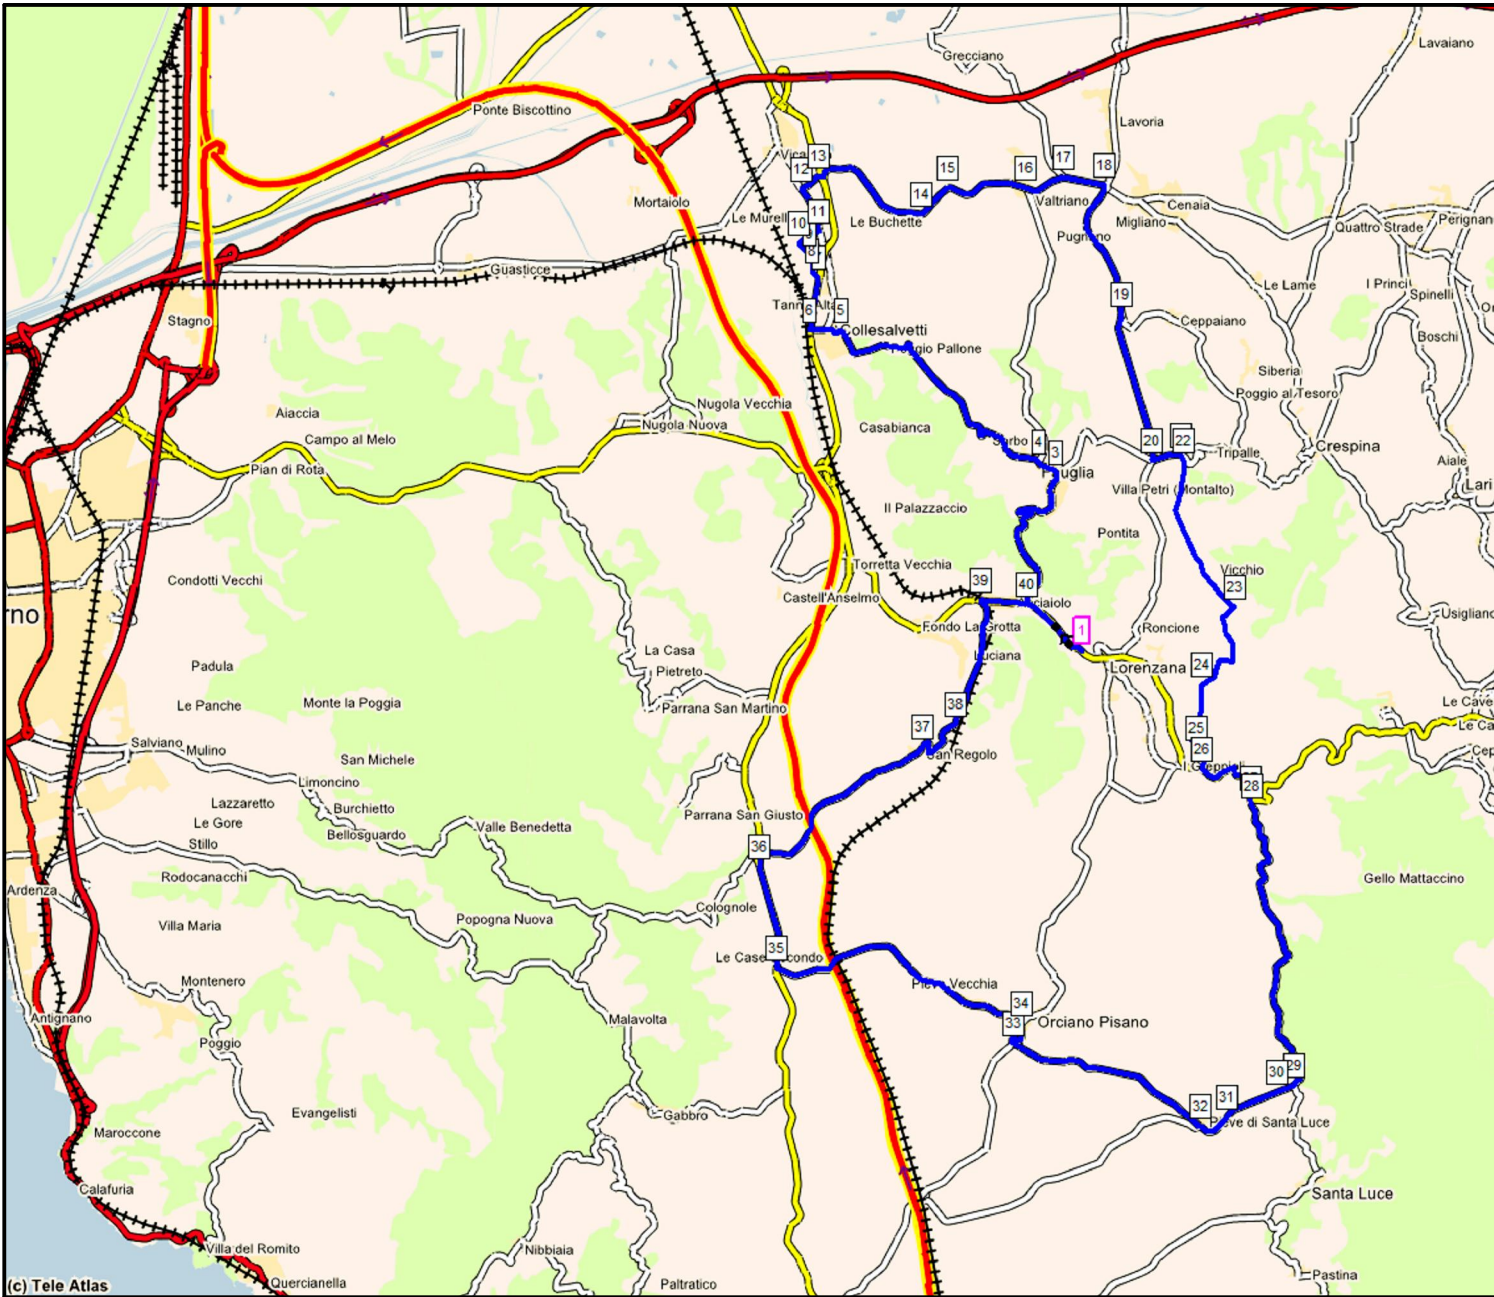 Lavaiano
Grecciano
Ponte Biscottino
Lavoria
13
12
17
18
15
16
14
Mortaiolo
Valtriano
Cenaia
11
10
Le Buchette
Migliano
Perignan
Quattro Strade
Pugnano
8
Guasticce
Le Lame
I Princi
Spinelli
19
6
5
Stagno
Collesalvetti
Ceppaiano
Boschi
Siberia
Nugola Vecchia
Poggio al Tesoro
Aiaccia
Nugola Nuova
Casabianca
Campo al Melo
4
3
20
22
Tripalle
Crespina
Aiale
Pian di Rota
Lari
Villa Petri (Montalto)
Il Palazzaccio
Pontita
Torretta Vecchia
Vicchio
Condotti Vecchi
39
40
23
Castell'Anselmo
rno
Usigliano
Fondo La Grotta
1
Roncione
La Casa
Luciana
Padula
Pietreto
Lorenzana
24
Le Panche
Monte la Poggia
Parrana San Martino
38
Le Cave
Salviano
Mulino
37
25
26
San Regolo
San Michele
Limoncino
28
Lazzaretto
Burchietto
Le Gore
Bellosguardo
Valle Benedetta
Parrana San Giusto
Stillo
36
Rodocanacchi
Gello Mattaccino
Ardenza
Colognole
Villa Maria
Popogna Nuova
35
Montenero
34
Antignano
Malavolta
33
Orciano Pisano
Poggio
29
30
Evangelisti
Gabbro
32
31
Pieve di Santa Luce
Maroccone
Calafuria
Santa Luce
Villa del Romito
Nibbiaia
Quercianella
Paltratico
Pastina
(c) Tele Atlas